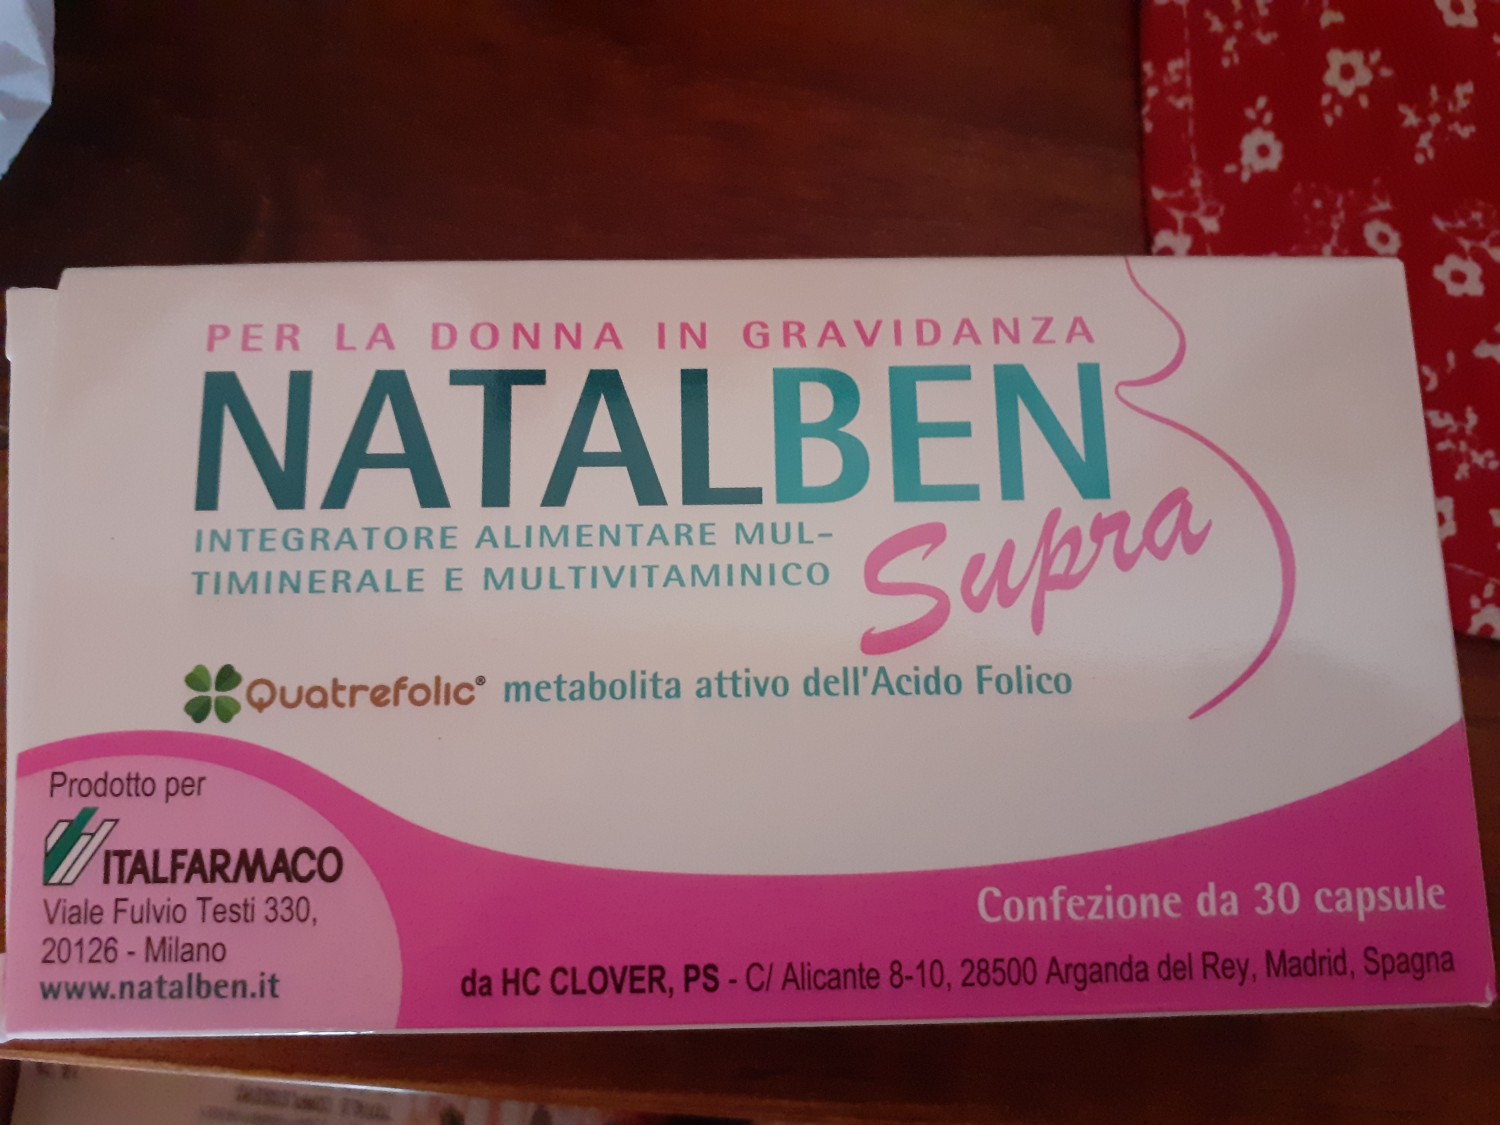 PER LA DONNA IN GRAVIDANZA
NATALBEN
Supra
INTEGRATORE ALIMENTARE MUL-
TIMINERALE E MULTIVITAMINICO
Quatrefolic® metabolita attivo dell'Acido Folico
Prodotto per
ITALFARMACO
Viale Fulvio Testi 330,
20126 - Milano
www.natalben.it
Confezione da 30 capsule
da HC CLOVER, PS - C/ Alicante 8-10, 28500 Arganda del Rey, Madrid, Spagna